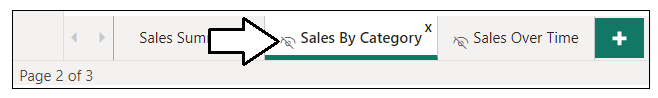 Sales Sum Sales By Category x Sales Over Time +
Page 2 of 3